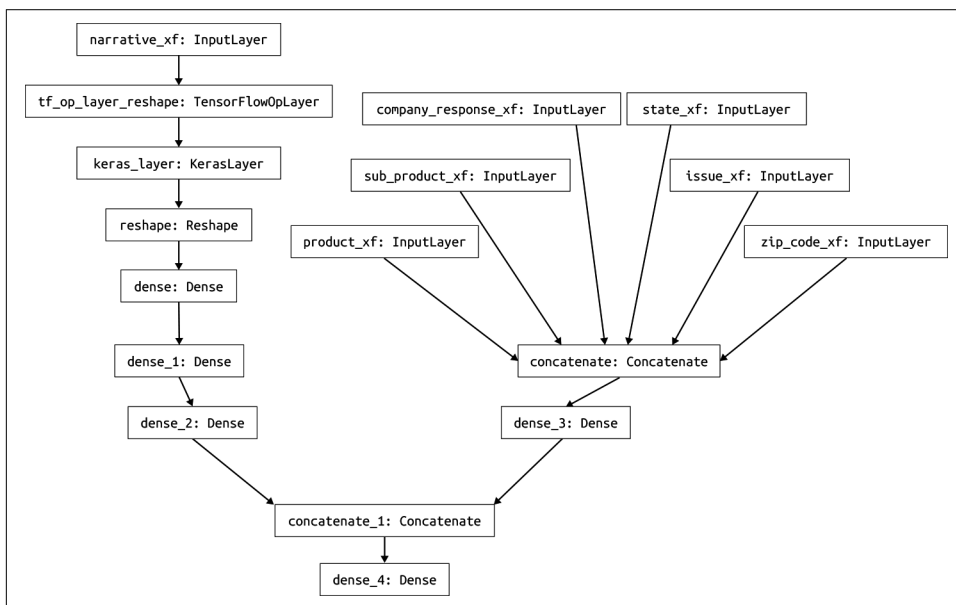 narrative_xf: InputLayer
tf_op_layer_reshape: TensorFlowOpLayer
keras_layer: KerasLayer
reshape: Reshape
dense: Dense
dense_1: Dense
dense_2: Dense
company_response_xf: InputLayer
state_xf: InputLayer
sub_product_xf: InputLayer
issue_xf: InputLayer
product_xf: InputLayer
zip_code_xf: InputLayer
concatenate: Concatenate
dense_3: Dense
concatenate_1: Concatenate
dense_4: Dense